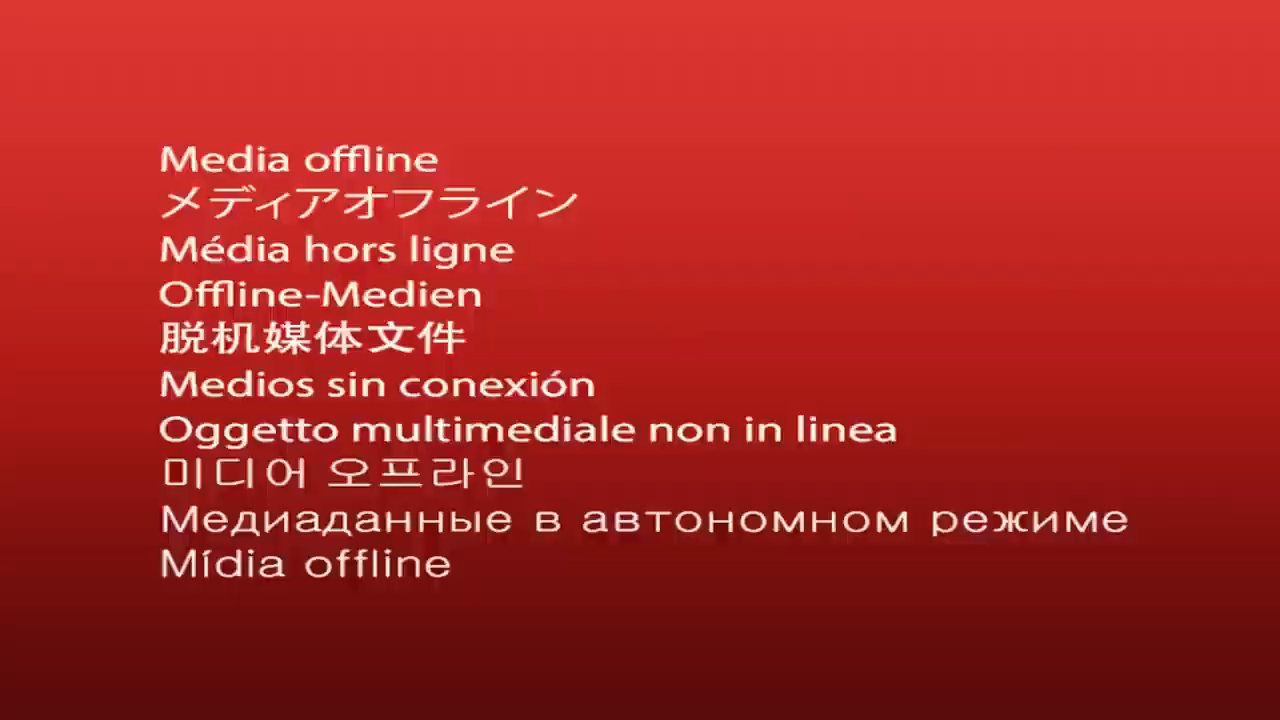 Media offline
メディアオフライン
Média hors ligne
Offline-Medien
脱机媒体文件
Medios sin conexión
Oggetto multimediale non in linea
미디어 오프라인
Медиаданные в автономном режиме
Mídia offline